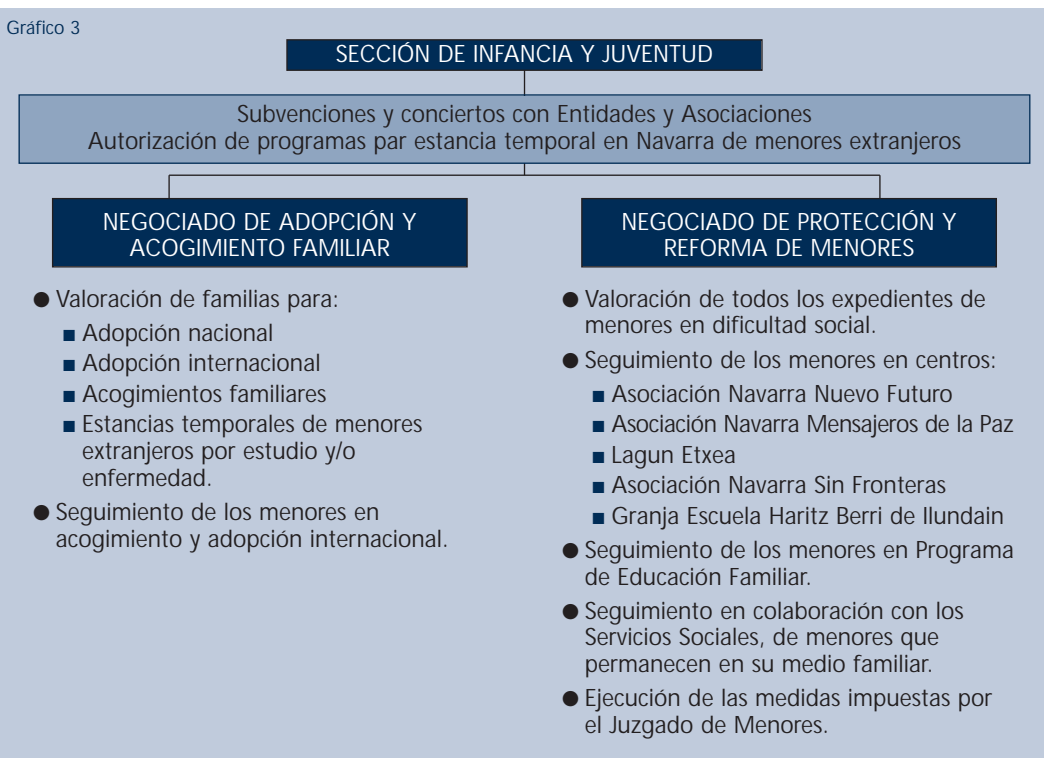 Gráfico 3
SECCIÓN DE INFANCIA Y JUVENTUD
Subvenciones y conciertos con Entidades y Asociaciones
Autorización de programas par estancia temporal en Navarra de menores extranjeros
NEGOCIADO DE ADOPCIÓN Y
ACOGIMIENTO FAMILIAR
● Valoración de familias para:
■ Adopción nacional
■ Adopción internacional
■ Acogimientos familiares
■ Estancias temporales de menores
extranjeros por estudio y/o
enfermedad.
● Seguimiento de los menores en
acogimiento y adopción internacional.
NEGOCIADO DE PROTECCIÓN Y
REFORMA DE MENORES
● Valoración de todos los expedientes de
menores en dificultad social.
● Seguimiento de los menores en centros:
■ Asociación Navarra Nuevo Futuro
■ Asociación Navarra Mensajeros de la Paz
■ Lagun Etxea
■ Asociación Navarra Sin Fronteras
■ Granja Escuela Haritz Berri de Ilundain
● Seguimiento de los menores en Programa
de Educación Familiar.
● Seguimiento en colaboración con los
Servicios Sociales, de menores que
permanecen en su medio familiar.
● Ejecución de las medidas impuestas por
el Juzgado de Menores.